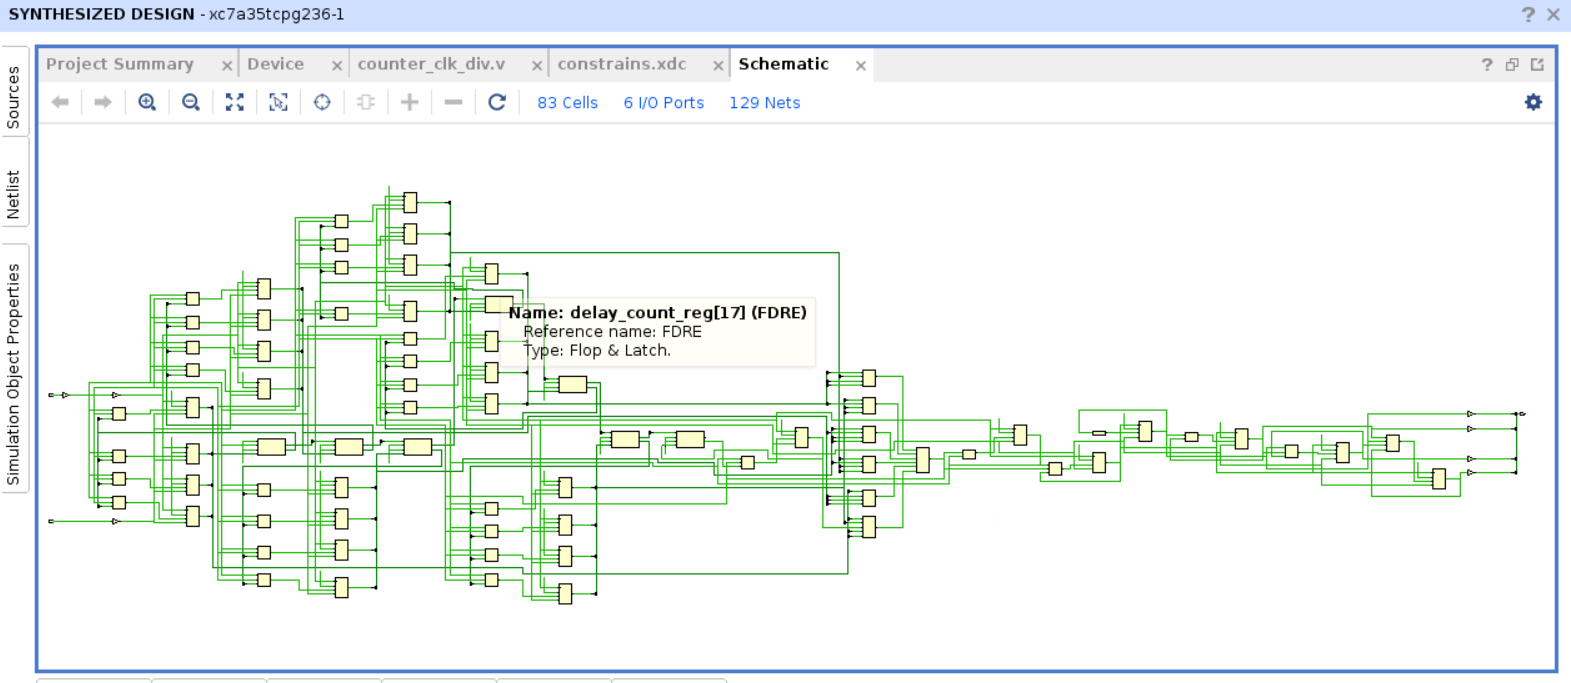 SYNTHESIZED DESIGN - xc7a35tcpg236-1
Sources
Netlist
Simulation Object Properties
Project Summary
Device
counter_clk_div.v
constrains.xdc
Schematic
83 Cells
6 I/O Ports
129 Nets
Name: delay_count_reg[17] (FDRE)
Reference name: FDRE
Type: Flop & Latch.